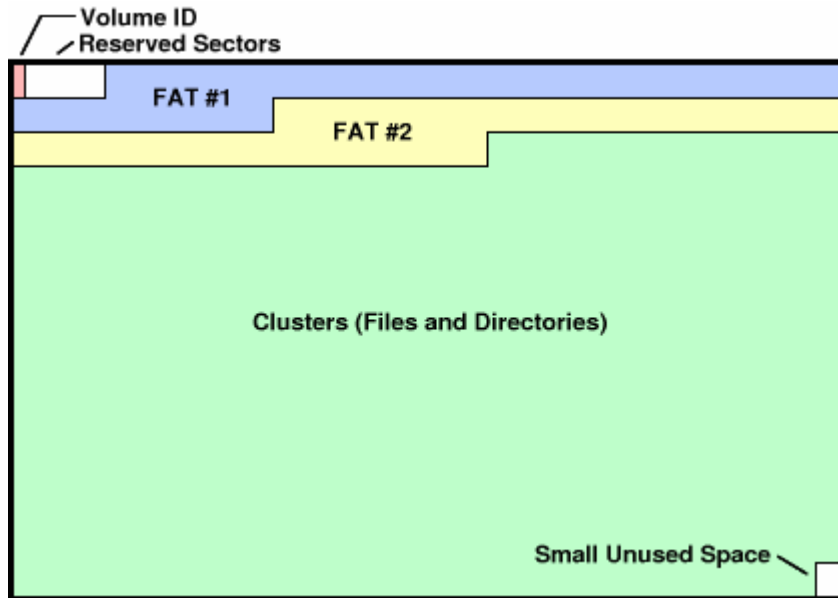 Volume ID
Reserved Sectors
FAT #1
FAT #2
Clusters (Files and Directories)
Small Unused Space